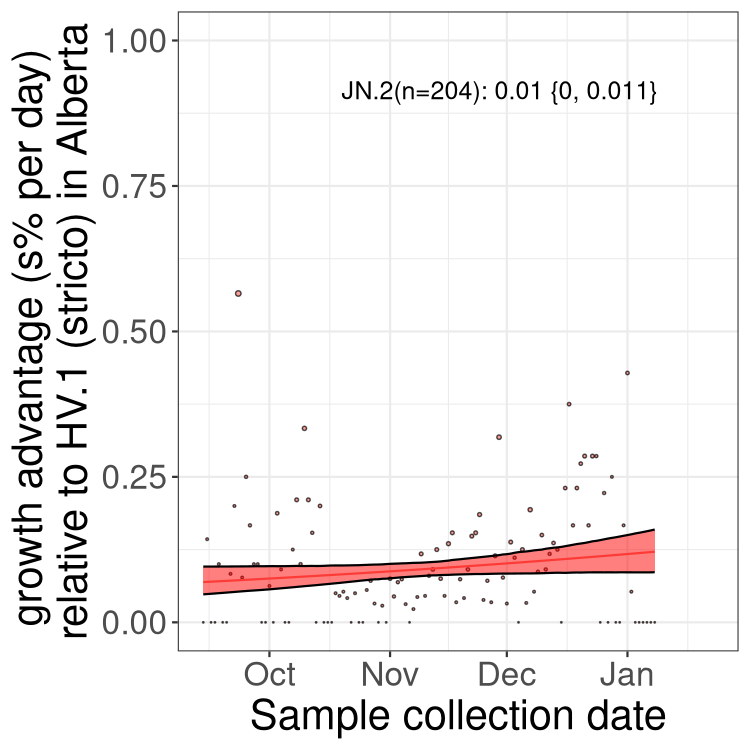 growth advantage (s% per day)
relative to HV.1 (stricto) in Alberta
1.00
0.75
0.50
0.25
0.00
JN.2(n=204): 0.01 {0, 0.011}
Oct Nov Dec Jan
Sample collection date